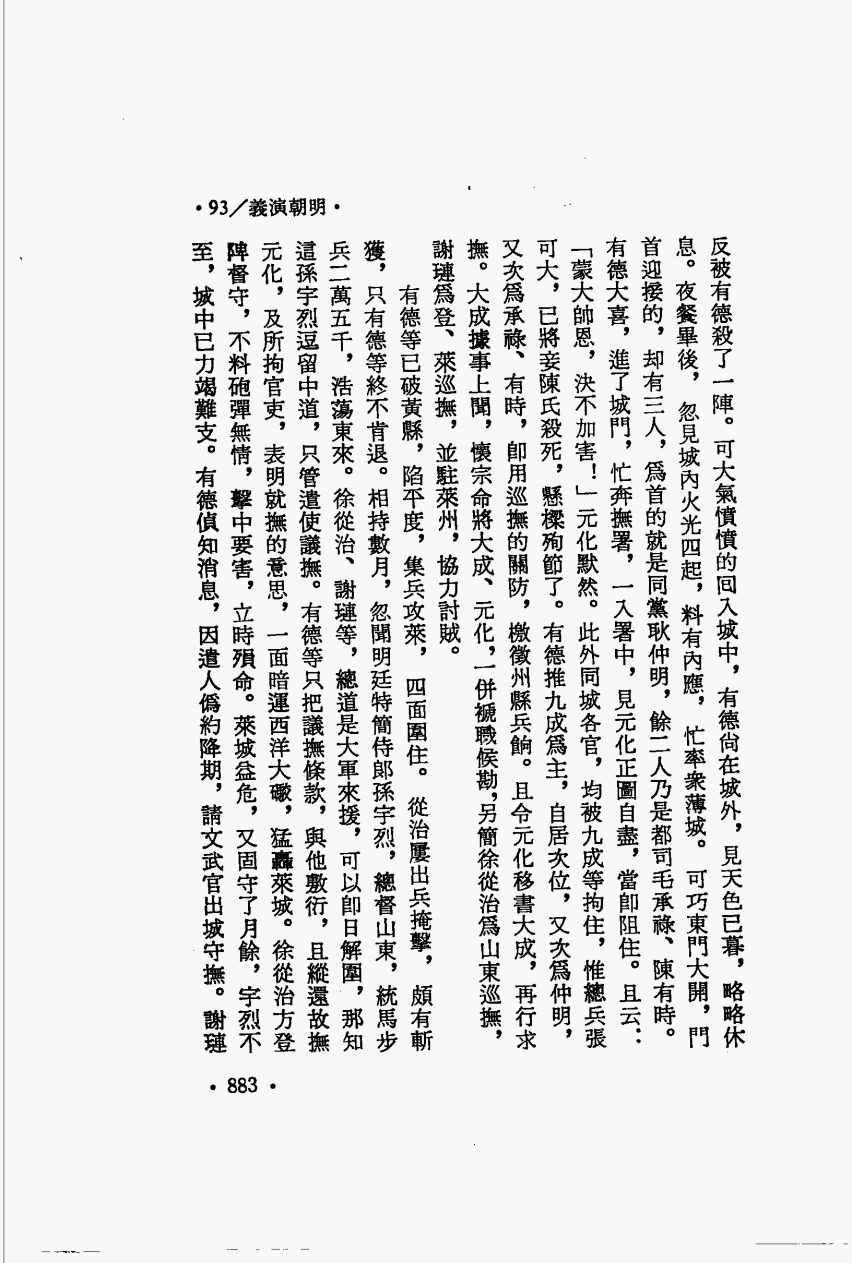 •93/義演朝明•
反被有德殺了一陣。可大氣憤憤的回入城中，有德尙在城外，見天色已暮，略略休
息。夜餐畢後，忽見城內火光四起，料有內應，忙率衆薄城。可巧東門大開，門
首迎接的，却有三人，爲首的就是同黨耿仲明，餘二人乃是都司毛承祿、陳有時。
有德大喜，進了城門，忙奔撫署，一入署中，見元化正圖自盡，當卽阻住。且云：
「蒙大帥恩，決不加害！」元化默然。此外同城各官，均被九成等拘住，惟總兵張
可大，已將妾陳氏殺死，懸樑殉節了。有德推九成爲主，自居次位，又次爲仲明，
又次爲承祿、有時，卽用巡撫的關防，檄徵州縣兵餉。且令元化移書大成，再行求
撫。大成據事上聞，懷宗命將大成、元化，一併褫職候勘，另簡徐從治爲山東巡撫，
謝璉爲登、萊巡撫，並駐萊州，協力討賊。
有德等已破黃縣，陷平度，集兵攻萊，四面圍住。從治屢出兵掩擊，頗有斬
獲，只有德等終不肯退。相持數月，忽聞明廷特簡侍郎孫宇烈，總督山東，統馬步
兵二萬五千，浩蕩東來。徐從治、謝璉等，總道是大軍來援，可以卽日解圍，那知
這孫宇烈逗留中道，只管遣使議撫。有德等只把議撫條款，與他敷衍，且縱還故撫
元化，及所拘官吏，表明就撫的意思，一面暗運西洋大礮，猛轟萊城。徐從治方登
陴督守，不料砲彈無情，擊中要害，立時殞命。萊城益危，又固守了月餘，宇烈不
至，城中已力竭難支。有德偵知消息，因遣人僞約降期，請文武官出城守撫。謝璉
•883•